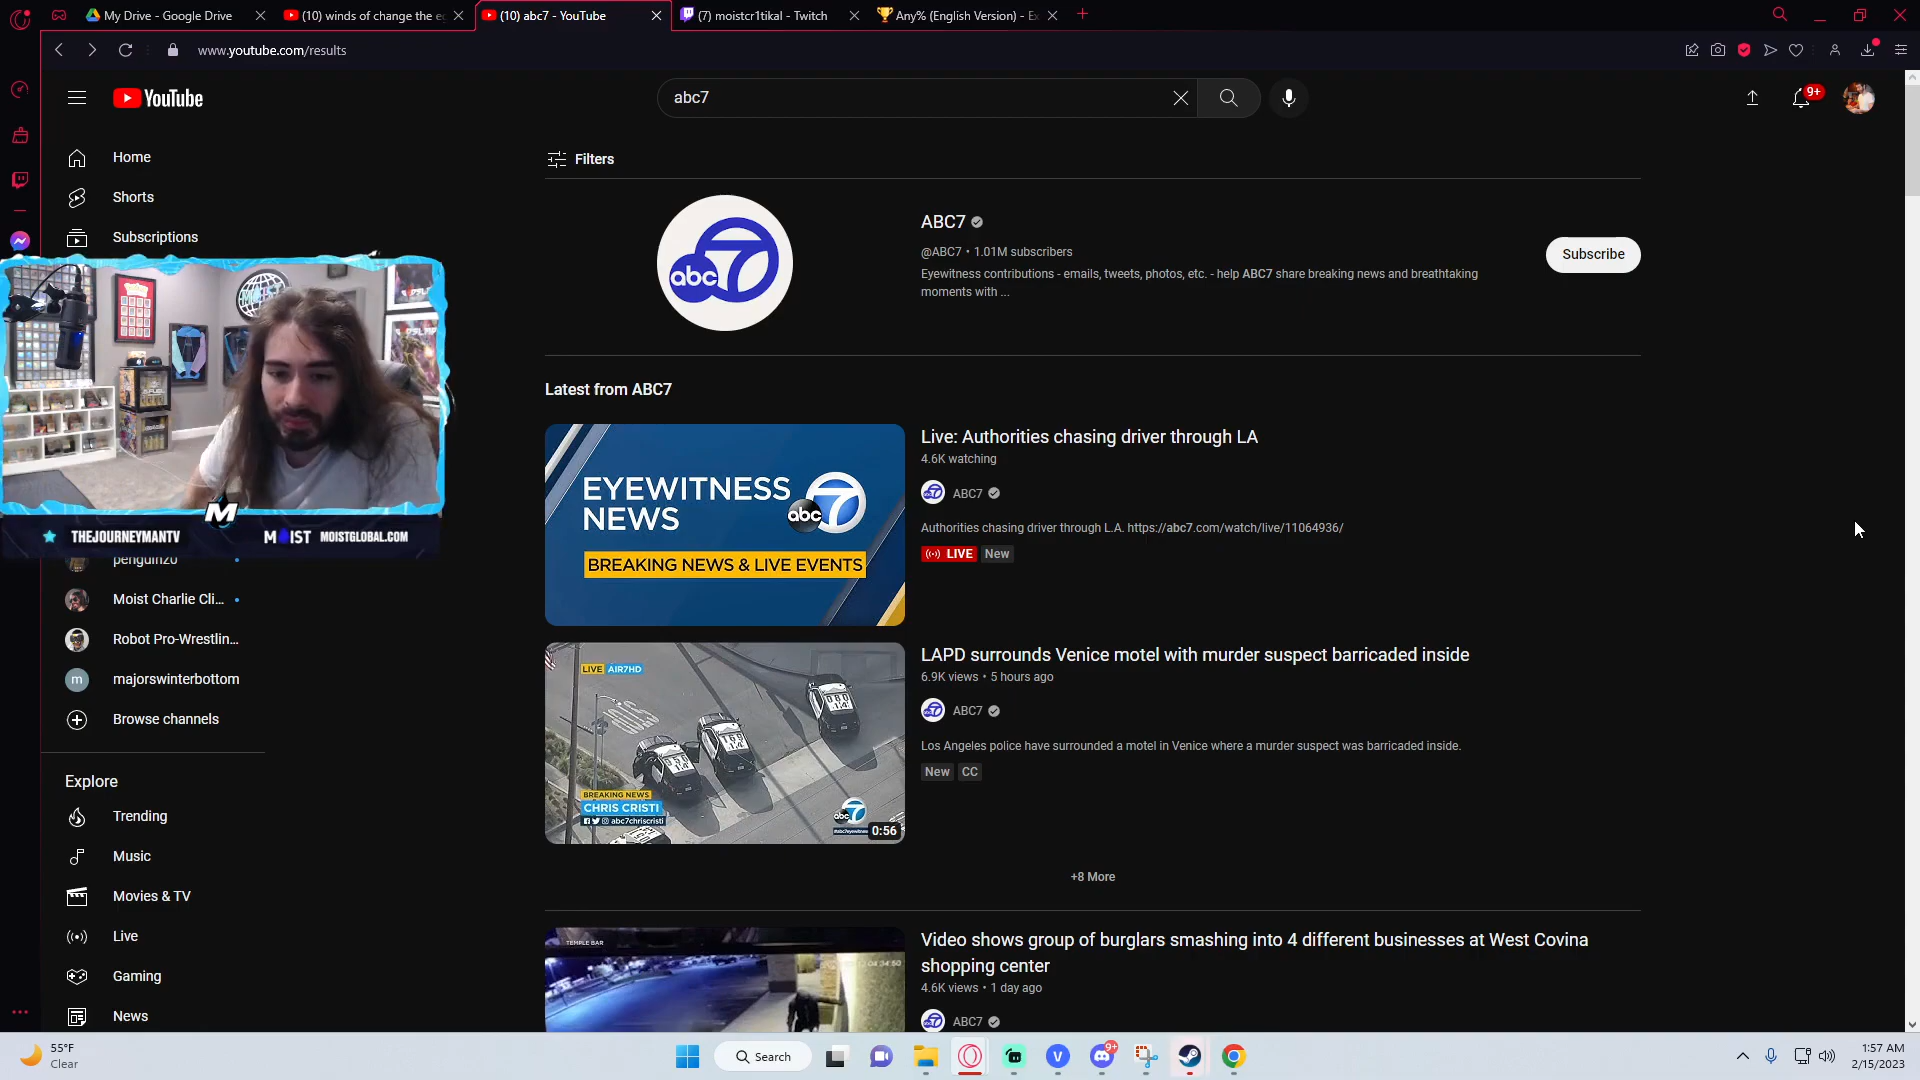 My Drive - Google Drive
(10) winds of change the e
(10) abc7 - YouTube
(7) moistcr1tikal - Twitch
Any% (English Version) - E
www.youtube.com/results
YouTube
abc7
9+
Home
Shorts
Subscriptions
Filters
abc7
ABC7
@ABC7 • 1.01M subscribers
Eyewitness contributions - emails, tweets, photos, etc. - help ABC7 share breaking news and breathtaking
moments with ...
Subscribe
Latest from ABC7
EYEWITNESS
NEWS
abc7
BREAKING NEWS & LIVE EVENTS
Live: Authorities chasing driver through LA
4.6K watching
ABC7
Authorities chasing driver through L.A. https://abc7.com/watch/live/11064936/
LIVE New
MOIST
M
THEJOURNEYMANTV
MOIST MOISTGLOBAL.COM
penguinz0
Moist Charlie Cli...
Robot Pro-Wrestlin...
m
majorswinterbottom
Browse channels
LIVE AIR7HD
BREAKING NEWS
CHRIS CRISTI
abc7chriscristi
abc7
0:56
LAPD surrounds Venice motel with murder suspect barricaded inside
6.9K views • 5 hours ago
ABC7
Los Angeles police have surrounded a motel in Venice where a murder suspect was barricaded inside.
New CC
+8 More
Explore
Trending
Music
Movies & TV
Live
Gaming
News
TEMPLE BAR
Video shows group of burglars smashing into 4 different businesses at West Covina
shopping center
4.6K views • 1 day ago
ABC7
55°F
Clear
Search
9+
1:57 AM
2/15/2023